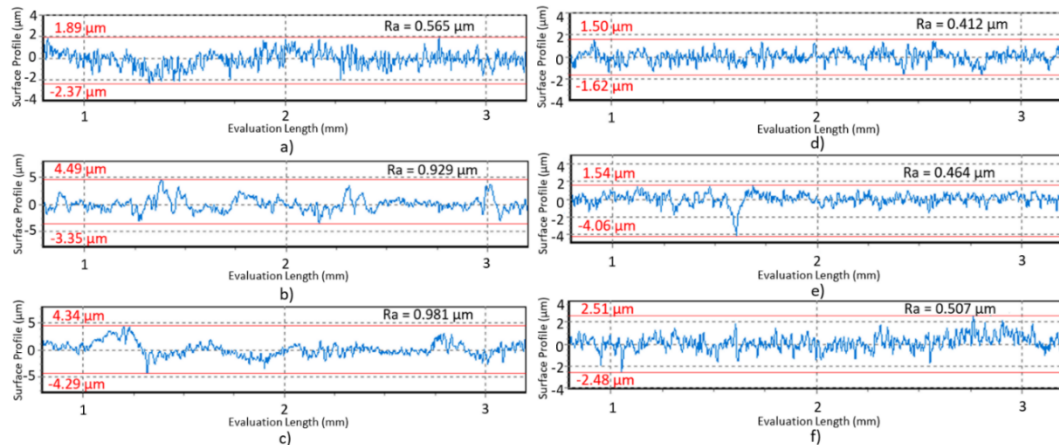 4
1.89 µm
Ra = 0.565 µm
2
0
-2
-2.37 µm
-4
Surface Profile (µm)
1
2
3
Evaluation Length (mm)
a)
4.49 µm
Ra = 0.929 µm
5
0
-5
-3.35 µm
Surface Profile (µm)
1
2
3
Evaluation Length (mm)
b)
4.34 µm
Ra = 0.981 µm
5
0
-5
-4.29 µm
Surface Profile (µm)
1
2
3
Evaluation Length (mm)
c)
4
1.50 µm
Ra = 0.412 µm
2
0
-2
-1.62 µm
-4
Surface Profile (µm)
1
2
3
Evaluation Length (mm)
d)
4
1.54 µm
Ra = 0.464 µm
2
0
-2
-4.06 µm
-4
Surface Profile (µm)
1
2
3
Evaluation Length (mm)
e)
4
2.51 µm
Ra = 0.507 µm
2
0
-2
-2.48 µm
-4
Surface Profile (µm)
1
2
3
Evaluation Length (mm)
f)